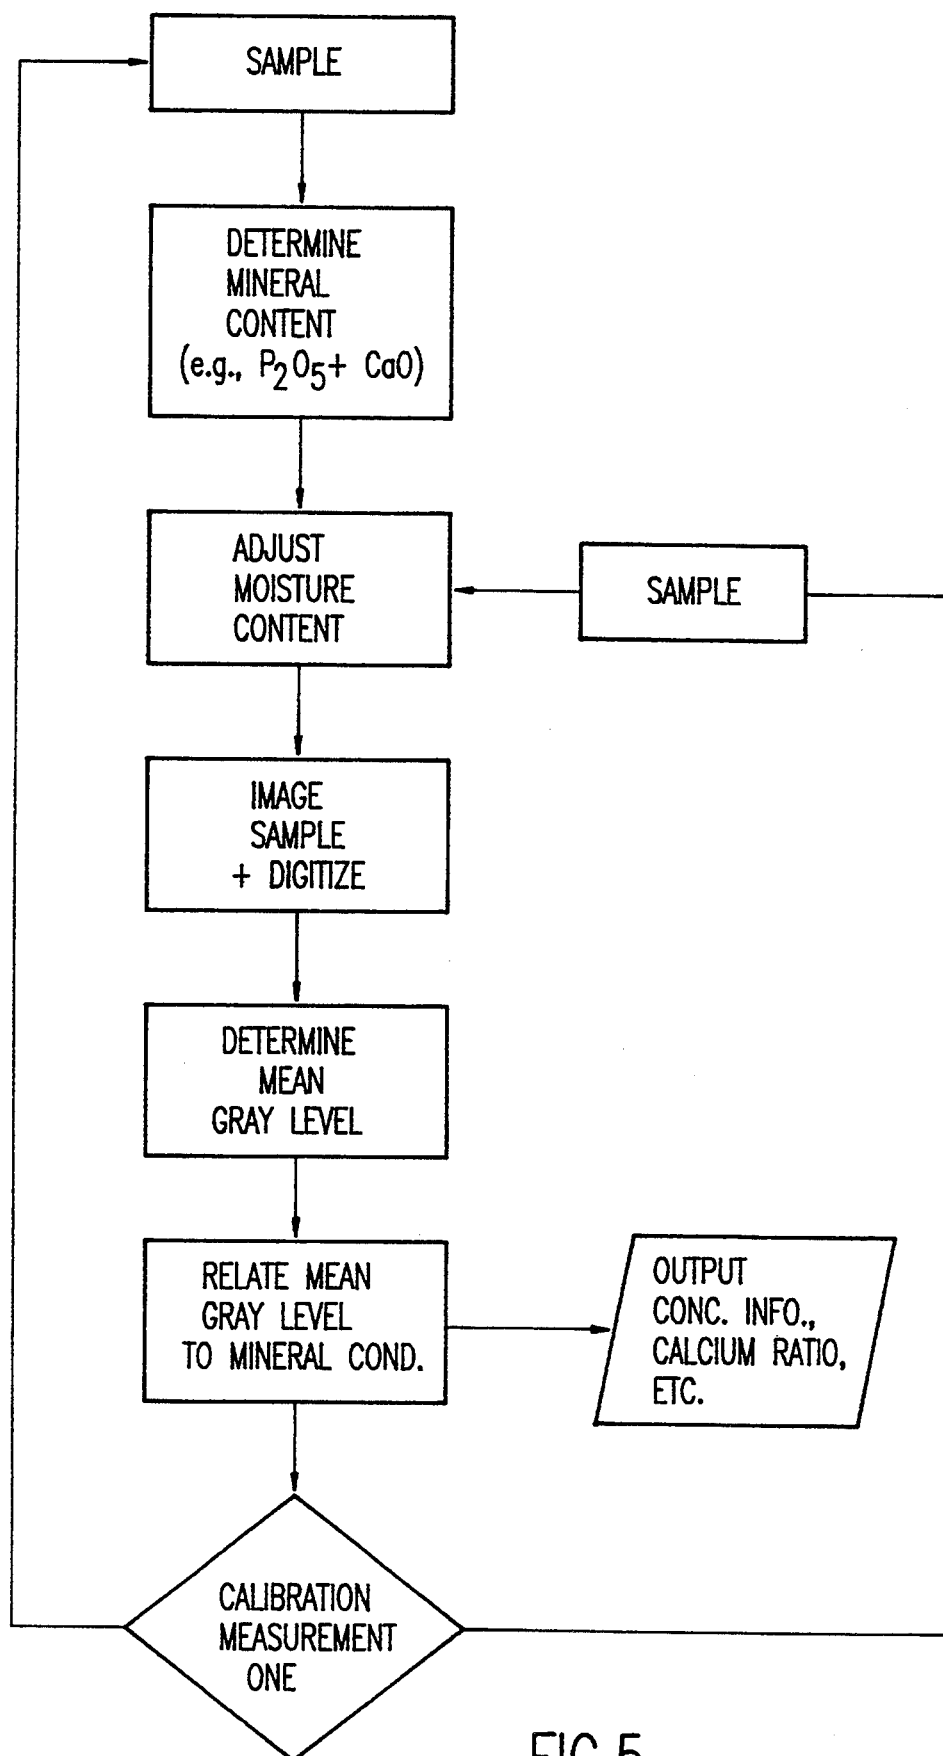 SAMPLE
DETERMINE
MINERAL
CONTENT
(e.g., P2O5+ CaO)
ADJUST
MOISTURE
CONTENT
SAMPLE
IMAGE
SAMPLE
+ DIGITIZE
DETERMINE
MEAN
GRAY LEVEL
RELATE MEAN
GRAY LEVEL
TO MINERAL COND.
OUTPUT
CONC. INFO.,
CALCIUM RATIO,
ETC.
CALIBRATION
MEASUREMENT
ONE
FIG.5